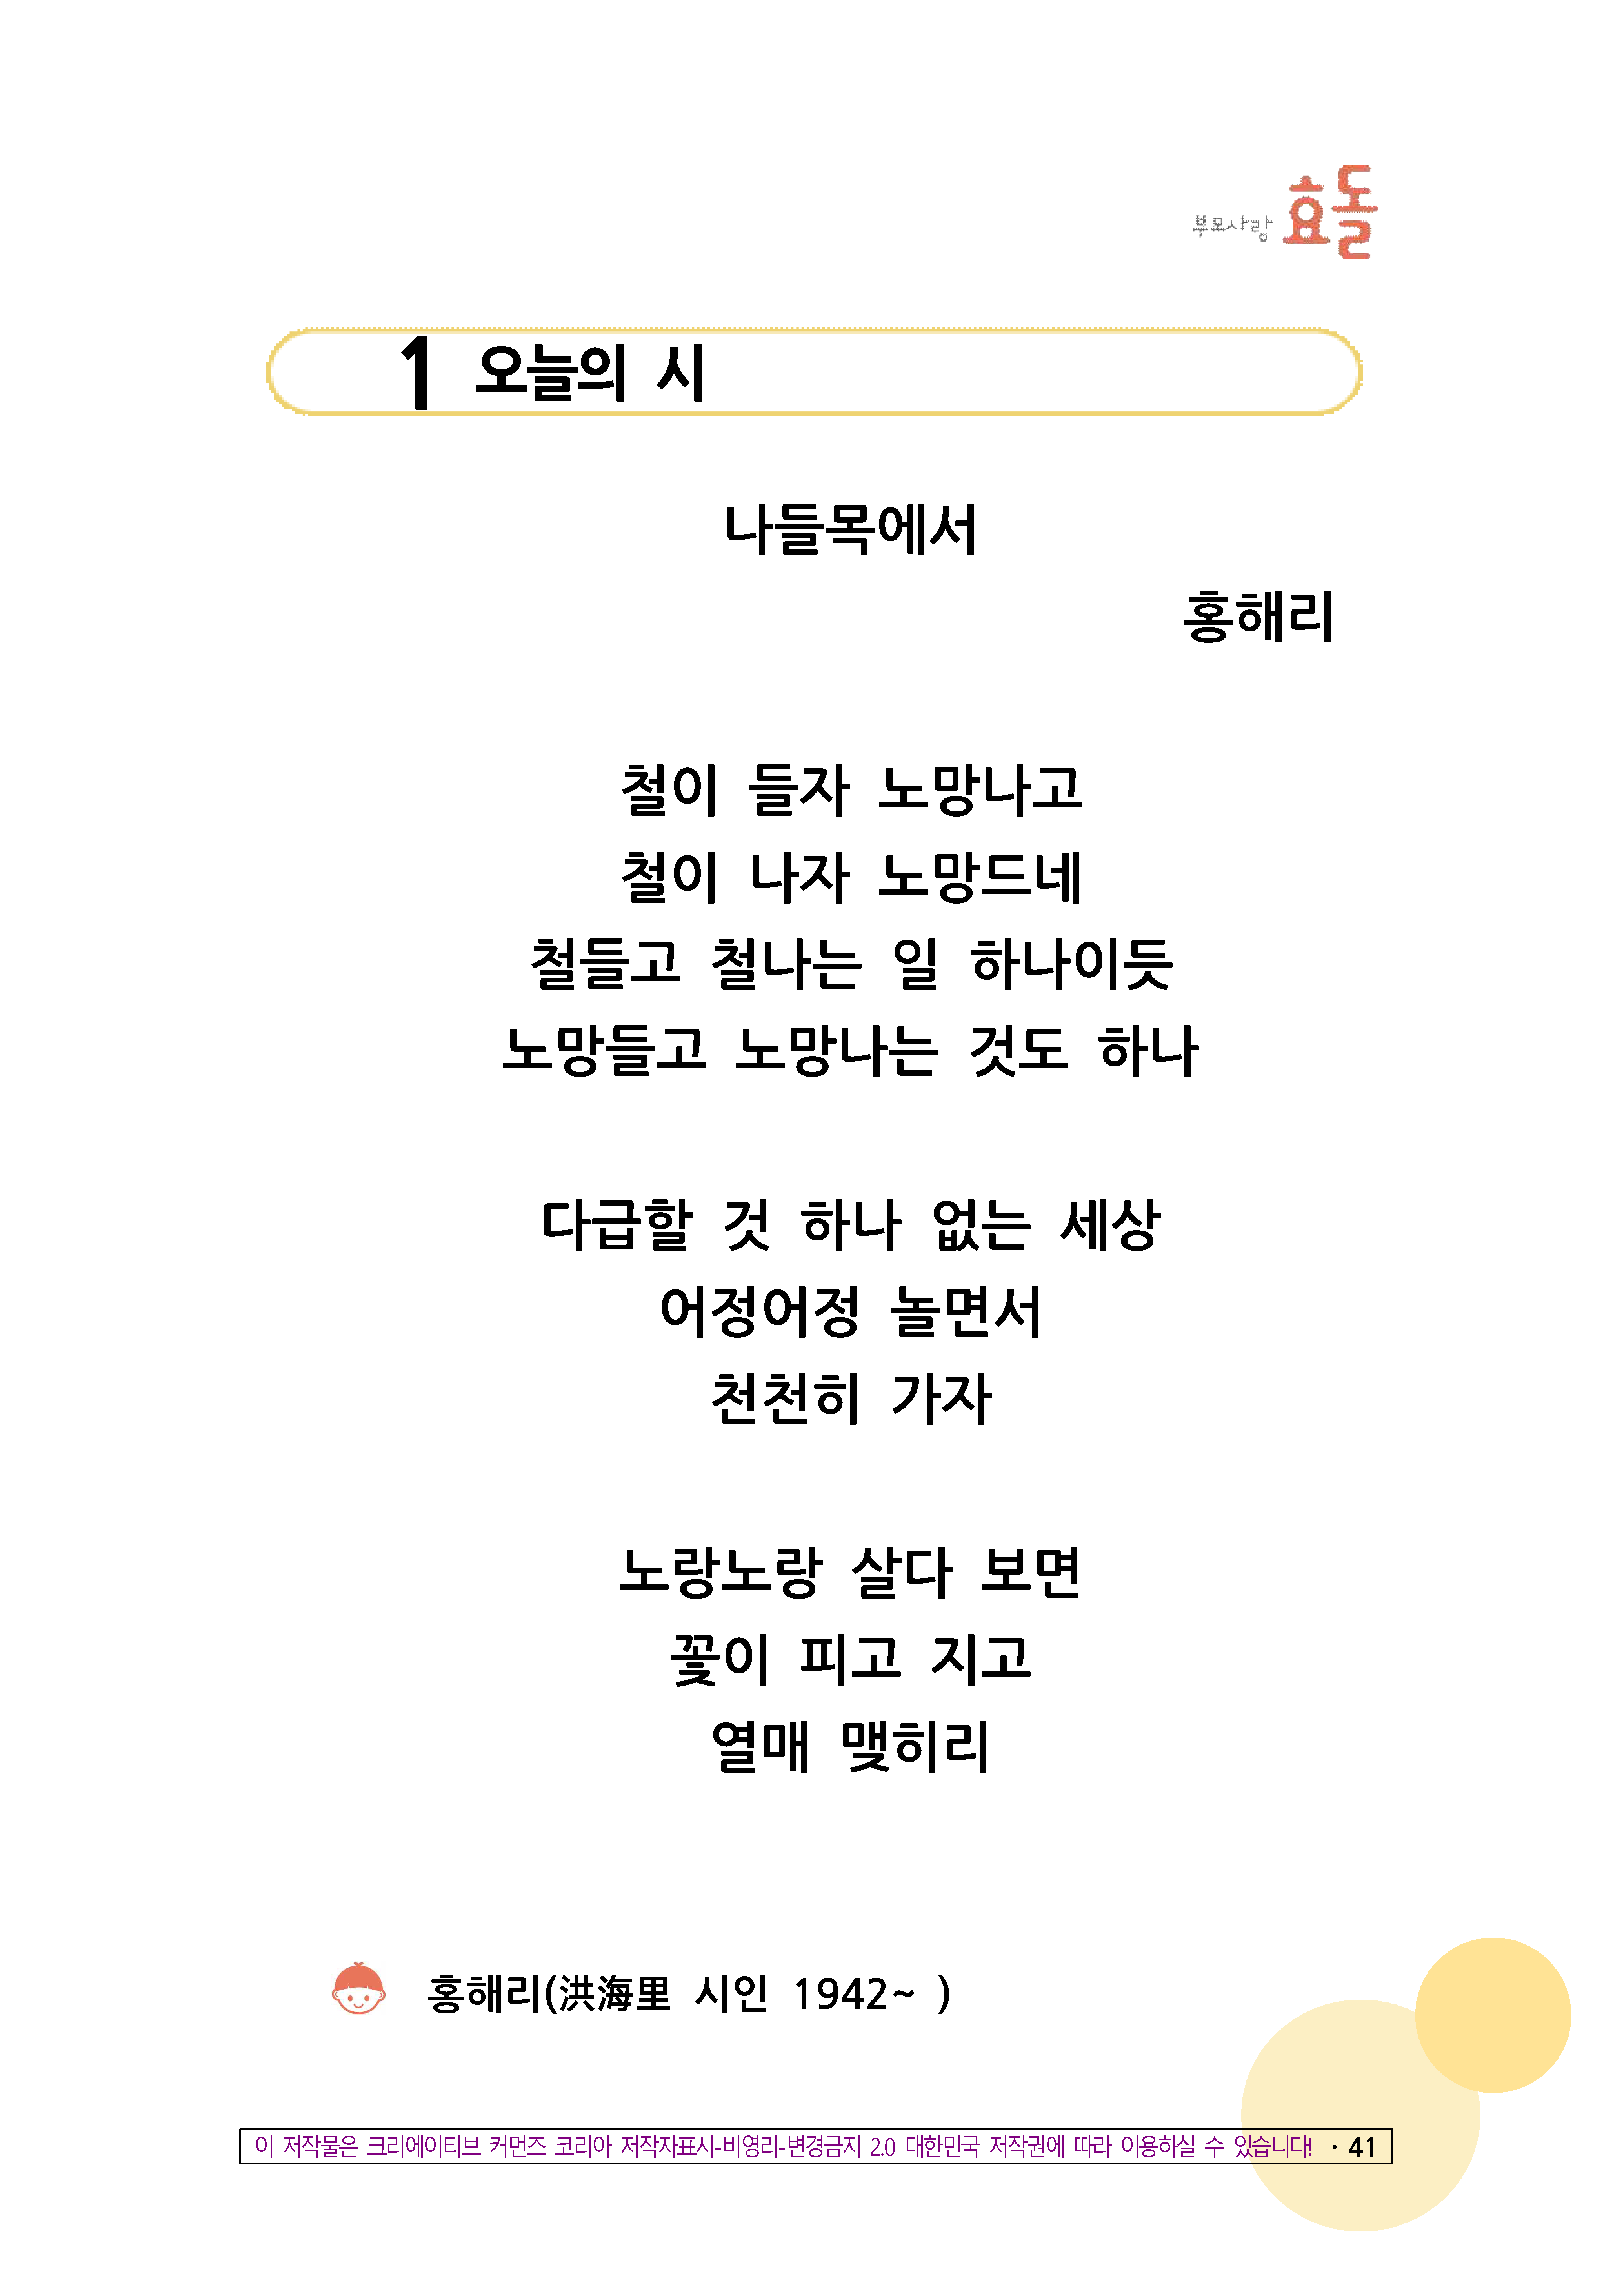 부모사랑 효돌
1 오늘의 시
나들목에서
홍해리
철이 들자 노망나고
철이 나자 노망드네
철들고 철나는 일 하나이듯
노망들고 노망나는 것도 하나
다급할 것 하나 없는 세상
어정어정 놀면서
천천히 가자
노랑노랑 살다 보면
꽃이 피고 지고
열매 맺히리
홍해리(洪海里 시인 1942~ )
이 저작물은 크리에이티브 커먼즈 코리아 저작자표시-비영리-변경금지 2.0 대한민국 저작권에 따라 이용하실 수 있습니다! · 41